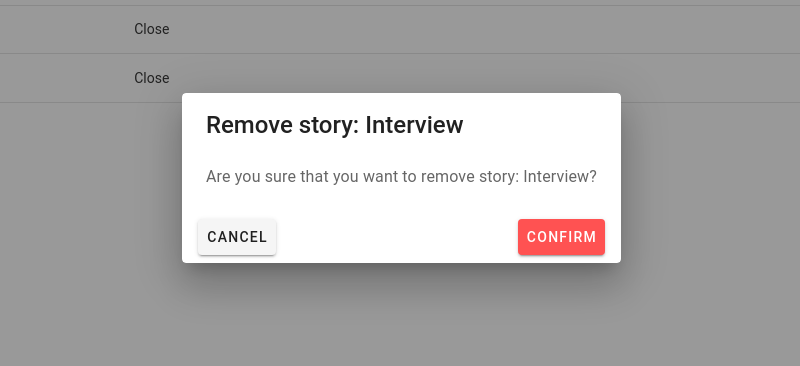 Close
Close
Remove story: Interview
Are you sure that you want to remove story: Interview?
CANCEL
CONFIRM